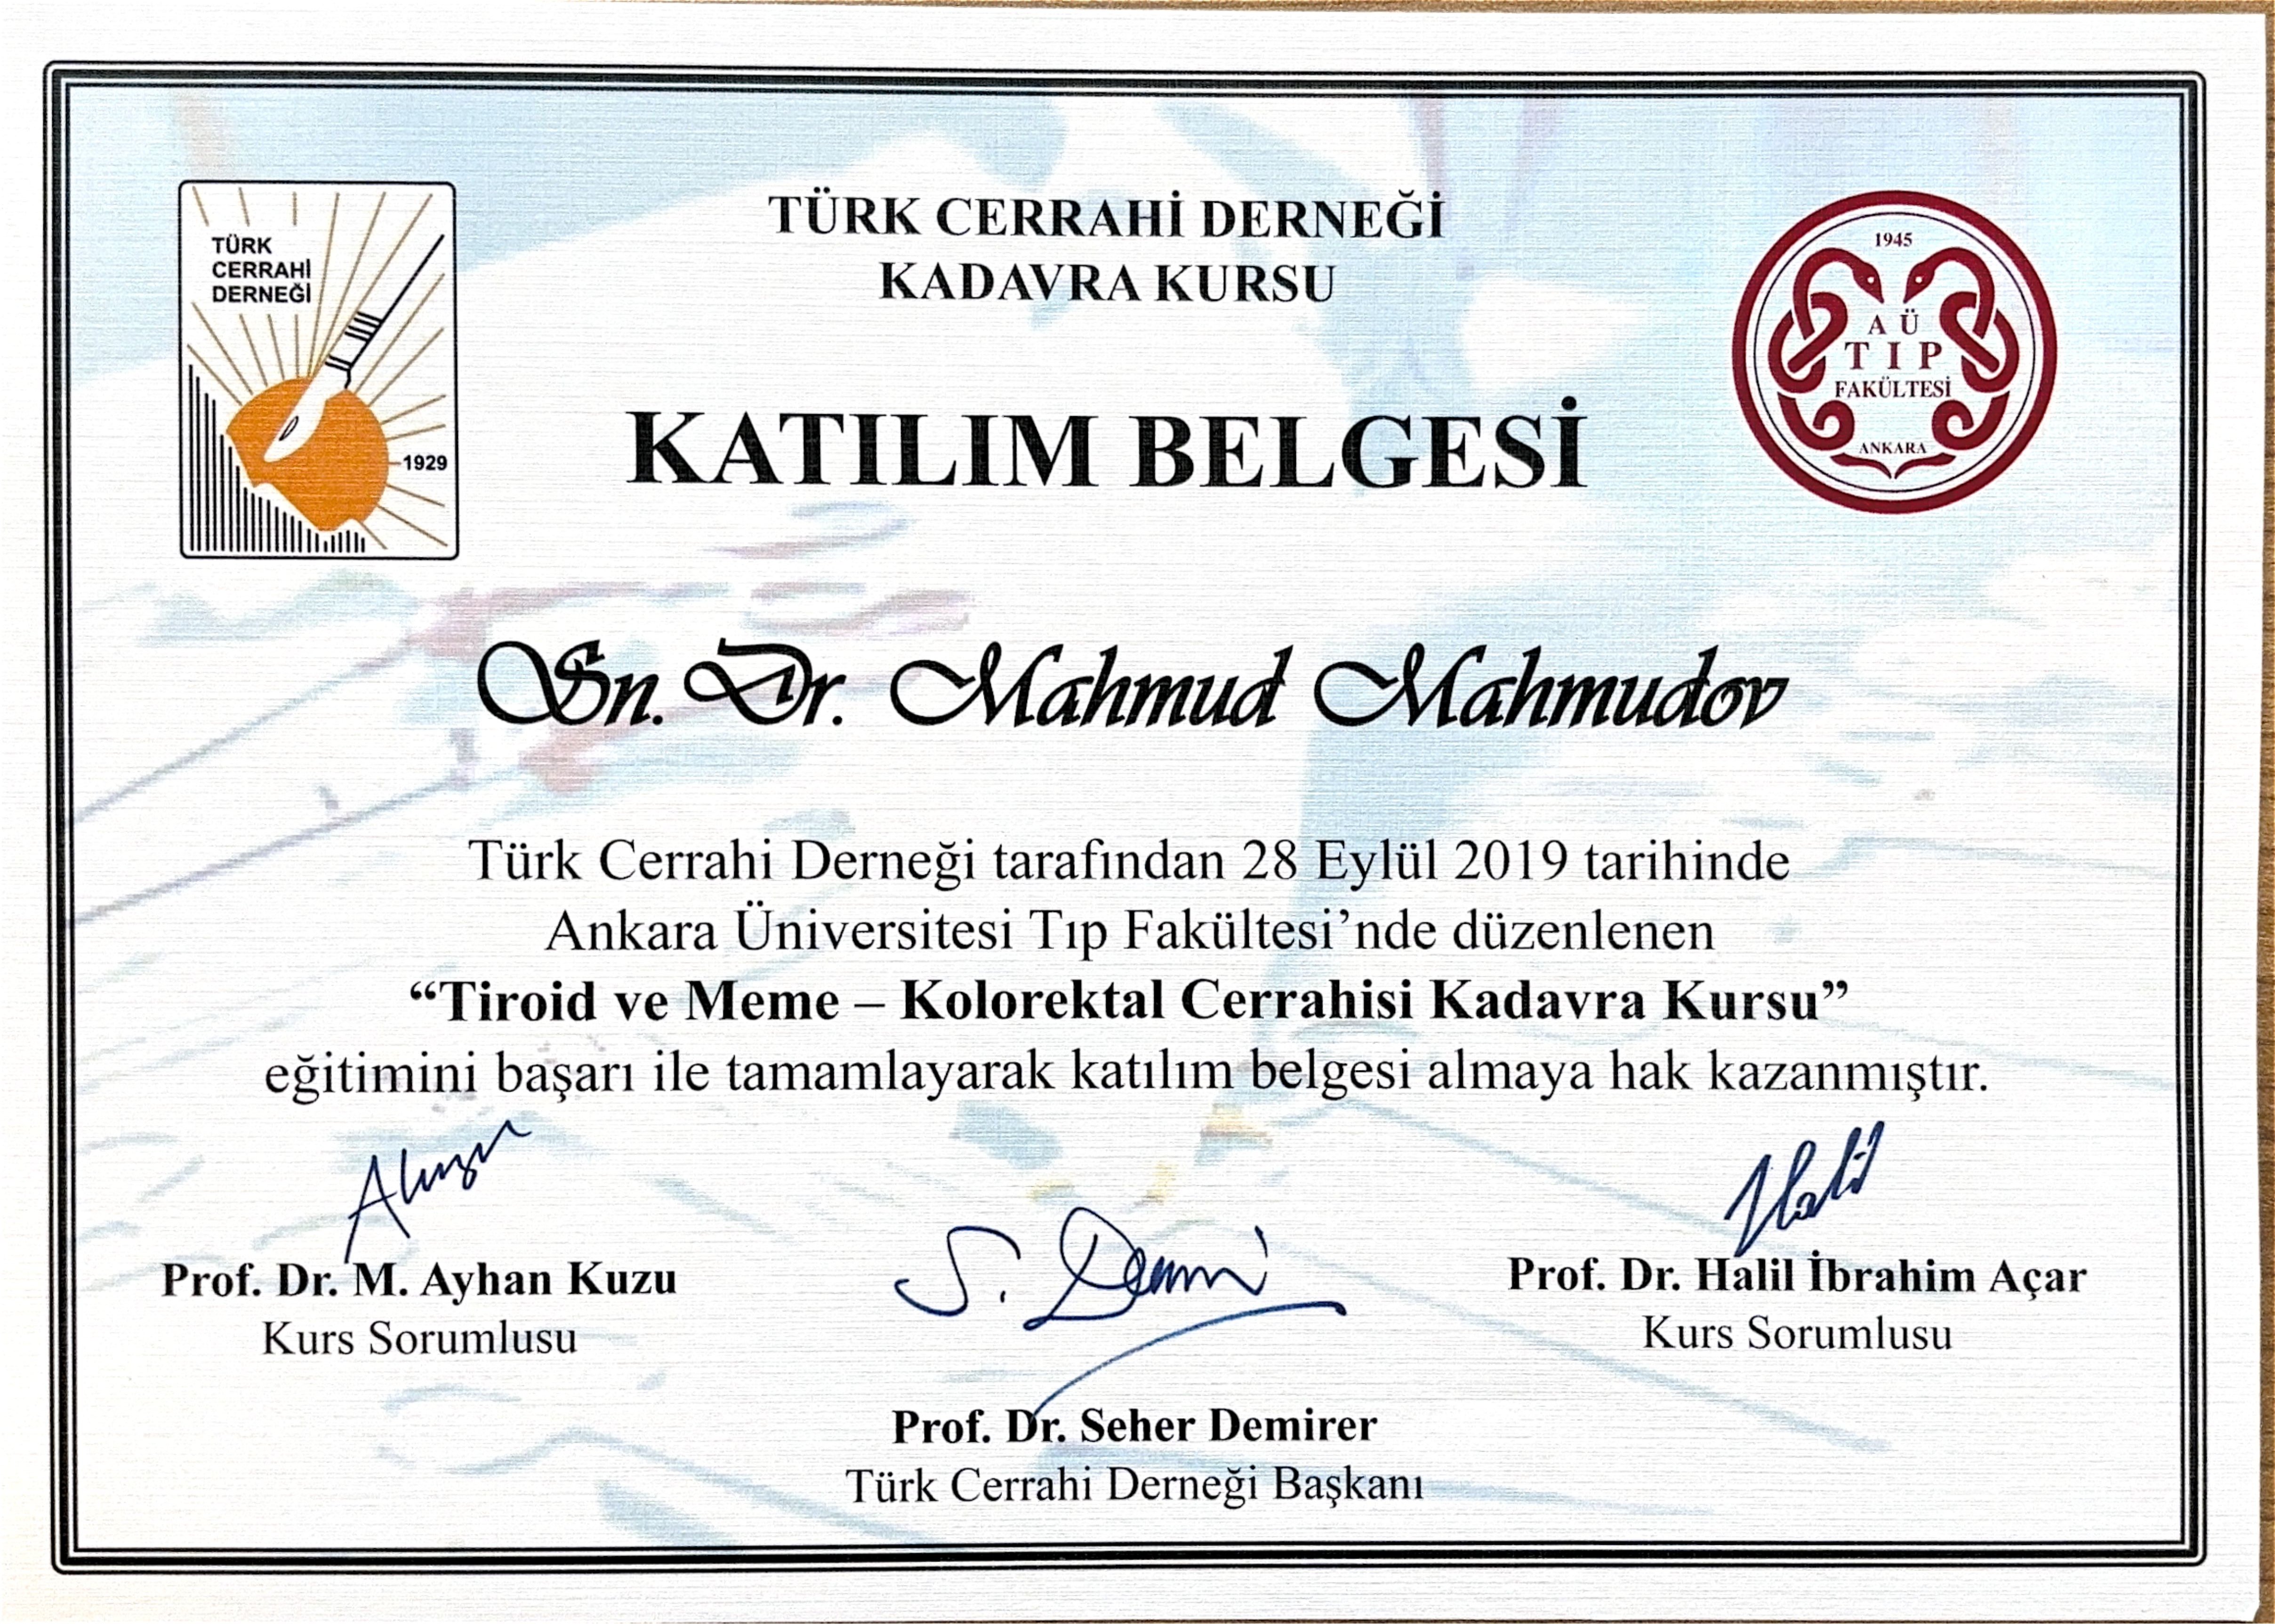 TÜRK
CERRAHİ
DERNEĞİ
1929
TÜRK CERRAHİ DERNEĞİ
KADAVRA KURSU
1945
A Ü
TIP
FAKÜLTESİ
ANKARA
KATILIM BELGESİ
Sn. Dr. Mahmud Mahmudov
Türk Cerrahi Derneği tarafından 28 Eylül 2019 tarihinde
Ankara Üniversitesi Tıp Fakültesi’nde düzenlenen
“Tiroid ve Meme – Kolorektal Cerrahisi Kadavra Kursu”
eğitimini başarı ile tamamlayarak katılım belgesi almaya hak kazanmıştır.
Halil
S. Demi
Prof. Dr. M. Ayhan Kuzu
Kurs Sorumlusu
Prof. Dr. Halil İbrahim Açar
Kurs Sorumlusu
Prof. Dr. Seher Demirer
Türk Cerrahi Derneği Başkanı